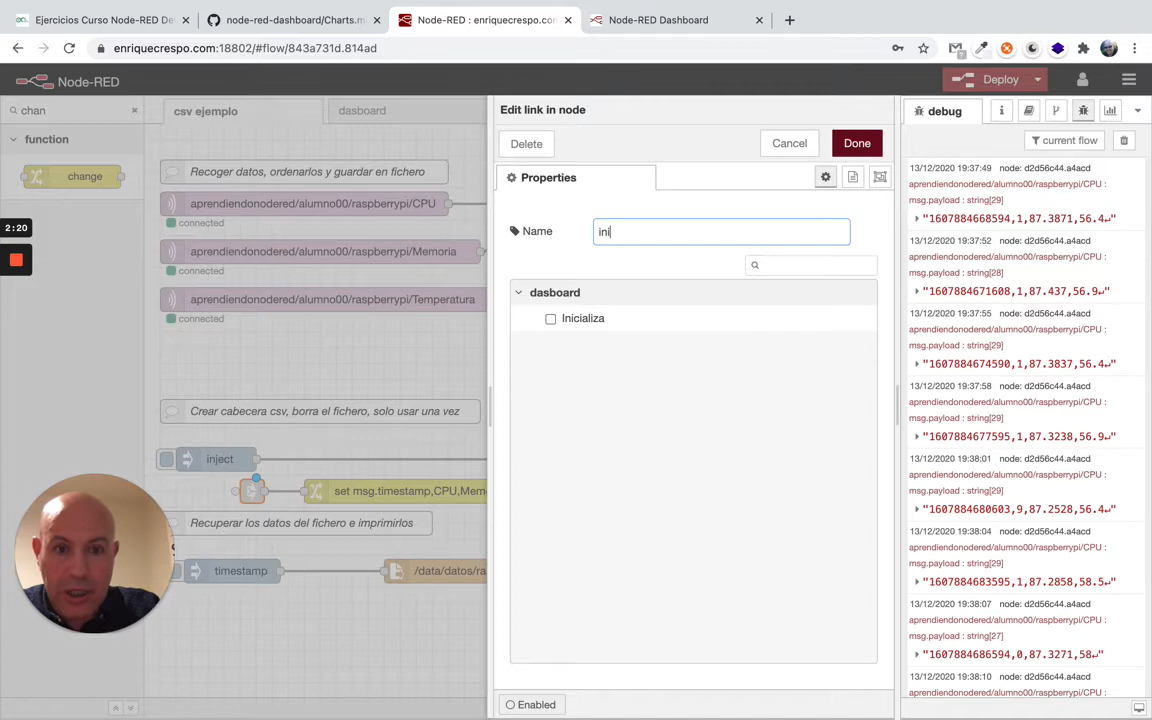 Ejercicios Curso Node-RED De
node-red-dashboard/Charts.m
Node-RED : enriquecrespo.com
Node-RED Dashboard
enriquecrespo.com:18802/#flow/843a731d.814ad
Node-RED
Deploy
chan
csv ejemplo
dasboard
Edit link in node
debug
function
change
Delete
Cancel
Done
current flow
Properties
Name
ini
dasboard
Inicializa
Enabled
2:20
Recoger datos, ordenarlos y guardar en fichero
aprendiendonodered/alumno00/raspberrypi/CPU
connected
aprendiendonodered/alumno00/raspberrypi/Memoria
connected
aprendiendonodered/alumno00/raspberrypi/Temperatura
connected
Crear cabecera csv, borra el fichero, solo usar una vez
inject
set msg.timestamp,CPU,Memo
Recuperar los datos del fichero e imprimirlos
timestamp
/data/datos/ra
13/12/2020 19:37:49 node: d2d56c44.a4acd
aprendiendonodered/alumno00/raspberrypi/CPU :
msg.payload : string[29]
"1607884668594,1,87.3871,56.4↵"
13/12/2020 19:37:52 node: d2d56c44.a4acd
aprendiendonodered/alumno00/raspberrypi/CPU :
msg.payload : string[28]
"1607884671608,1,87.437,56.9↵"
13/12/2020 19:37:55 node: d2d56c44.a4acd
aprendiendonodered/alumno00/raspberrypi/CPU :
msg.payload : string[29]
"1607884674590,1,87.3837,56.4↵"
13/12/2020 19:37:58 node: d2d56c44.a4acd
aprendiendonodered/alumno00/raspberrypi/CPU :
msg.payload : string[29]
"1607884677595,1,87.3238,56.9↵"
13/12/2020 19:38:01 node: d2d56c44.a4acd
aprendiendonodered/alumno00/raspberrypi/CPU :
msg.payload : string[29]
"1607884680603,9,87.2528,56.4↵"
13/12/2020 19:38:04 node: d2d56c44.a4acd
aprendiendonodered/alumno00/raspberrypi/CPU :
msg.payload : string[29]
"1607884683595,1,87.2858,58.5↵"
13/12/2020 19:38:07 node: d2d56c44.a4acd
aprendiendonodered/alumno00/raspberrypi/CPU :
msg.payload : string[27]
"1607884686594,0,87.3271,58↵"
13/12/2020 19:38:10 node: d2d56c44.a4acd
aprendiendonodered/alumno00/raspberrypi/CPU :